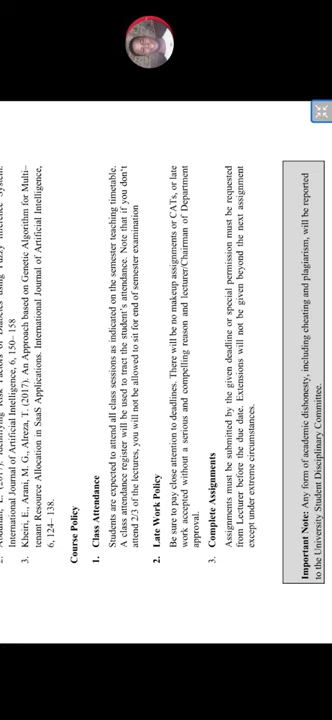 International Journal of Artificial Intelligence, 6, 150– 158
3. Kheiri, E., Arani, M. G., Atreza, T. (2017). An Approach based on Genetic Algorithm for Multi–
tenant Resource Allocation in SaaS Applications. International Journal of Artificial Intelligence,
6, 124– 138.
Course Policy
1. Class Attendance
Students are expected to attend all class sessions as indicated on the semester teaching timetable.
A class attendance register will be used to track the student's attendance. Note that if you don't
attend 2/3 of the lectures, you will not be allowed to sit for end of semester examination
2. Late Work Policy
Be sure to pay close attention to deadlines. There will be no makeup assignments or CATs, or late
work accepted without a serious and compelling reason and lecturer/Chairman of Department
approval.
3. Complete Assignments
Assignments must be submitted by the given deadline or special permission must be requested
from Lecturer before the due date. Extensions will not be given beyond the next assignment
except under extreme circumstances.
Important Note: Any form of academic dishonesty, including cheating and plagiarism, will be reported
to the University Student Disciplinary Committee.